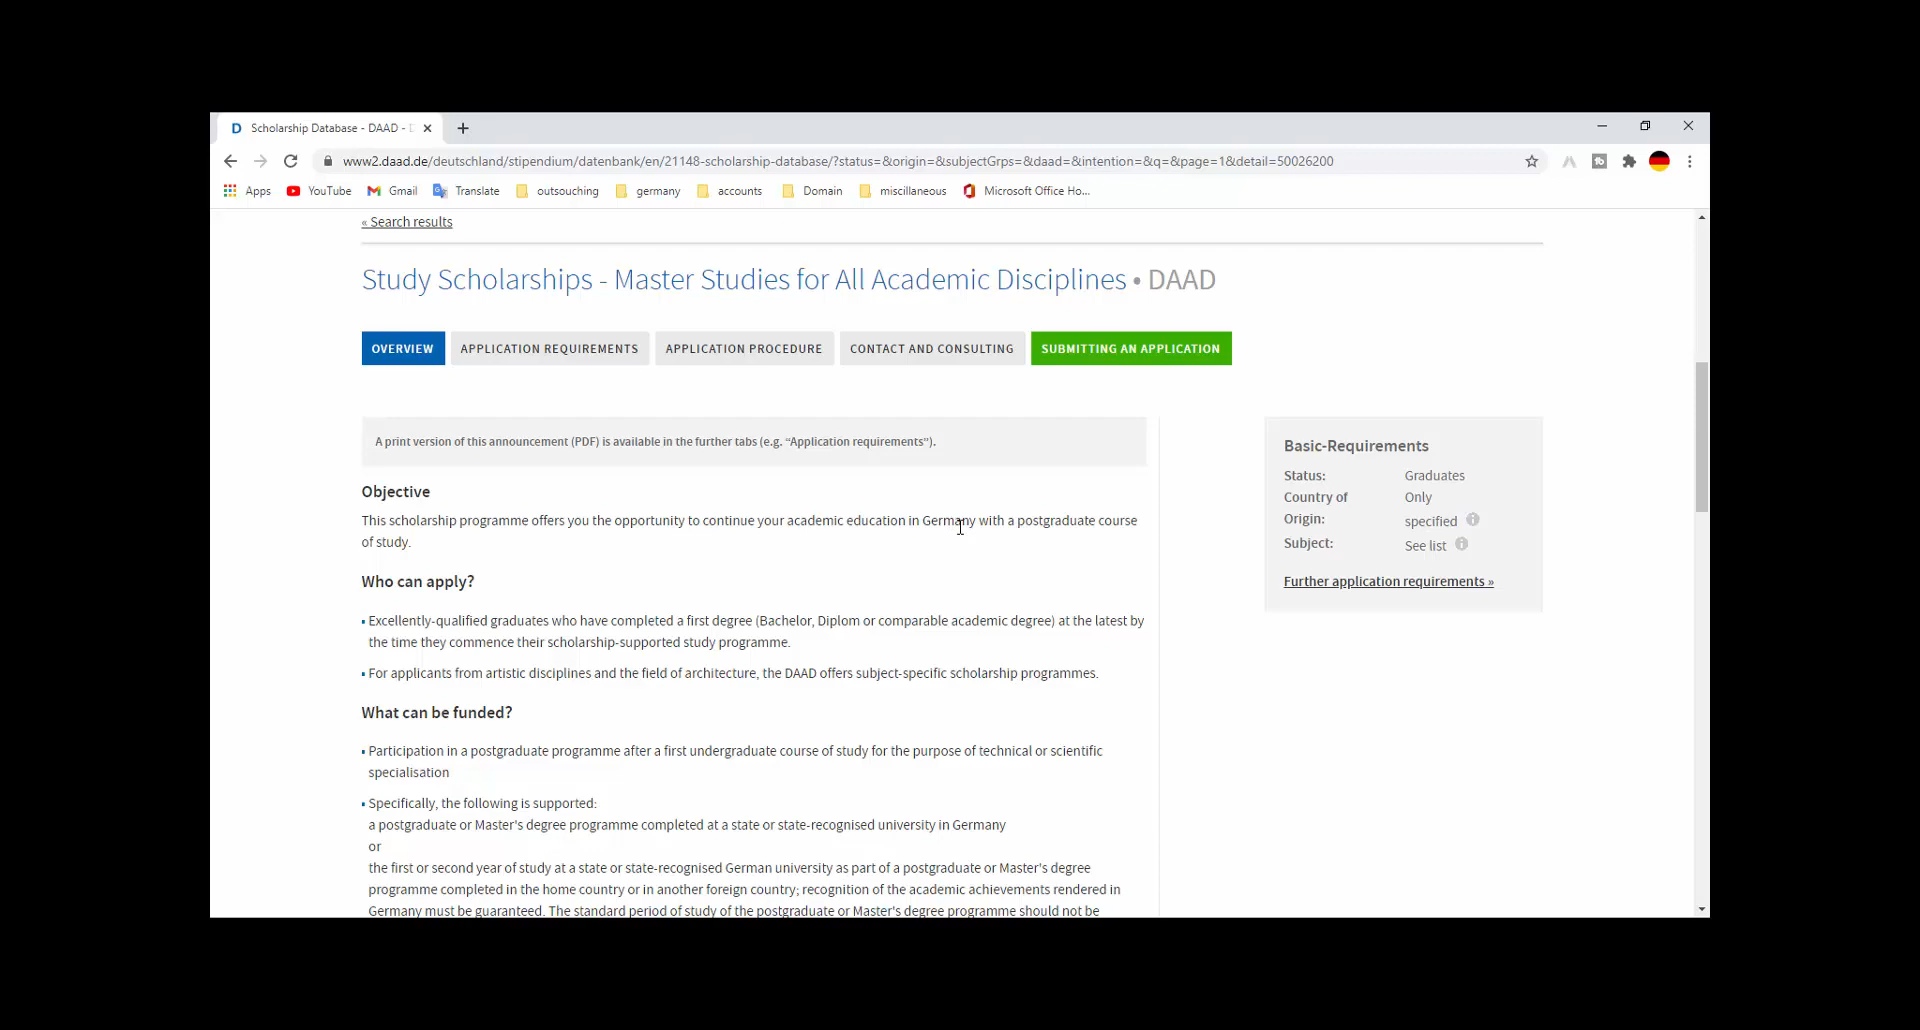 Scholarship Database - DAAD -
www2.daad.de/deutschland/stipendium/datenbank/en/21148-scholarship-database/?status=&origin=&subjectGrps=&daad=&intention=&q=&page=1&detail=50026200
Apps YouTube Gmail Translate outsouching germany accounts Domain miscillaneous Microsoft Office Ho...
« Search results
Study Scholarships - Master Studies for All Academic Disciplines • DAAD
OVERVIEW APPLICATION REQUIREMENTS APPLICATION PROCEDURE CONTACT AND CONSULTING SUBMITTING AN APPLICATION
A print version of this announcement (PDF) is available in the further tabs (e.g. “Application requirements”).
Objective
This scholarship programme offers you the opportunity to continue your academic education in Germany with a postgraduate course
of study.
Who can apply?
Excellently-qualified graduates who have completed a first degree (Bachelor, Diplom or comparable academic degree) at the latest by
the time they commence their scholarship-supported study programme.
For applicants from artistic disciplines and the field of architecture, the DAAD offers subject-specific scholarship programmes.
What can be funded?
Participation in a postgraduate programme after a first undergraduate course of study for the purpose of technical or scientific
specialisation
Specifically, the following is supported:
a postgraduate or Master's degree programme completed at a state or state-recognised university in Germany
or
the first or second year of study at a state or state-recognised German university as part of a postgraduate or Master's degree
programme completed in the home country or in another foreign country; recognition of the academic achievements rendered in
Germany must be guaranteed. The standard period of study of the postgraduate or Master's degree programme should not be
Basic-Requirements
Status: Graduates
Country of Only
Origin: specified
Subject: See list
Further application requirements »